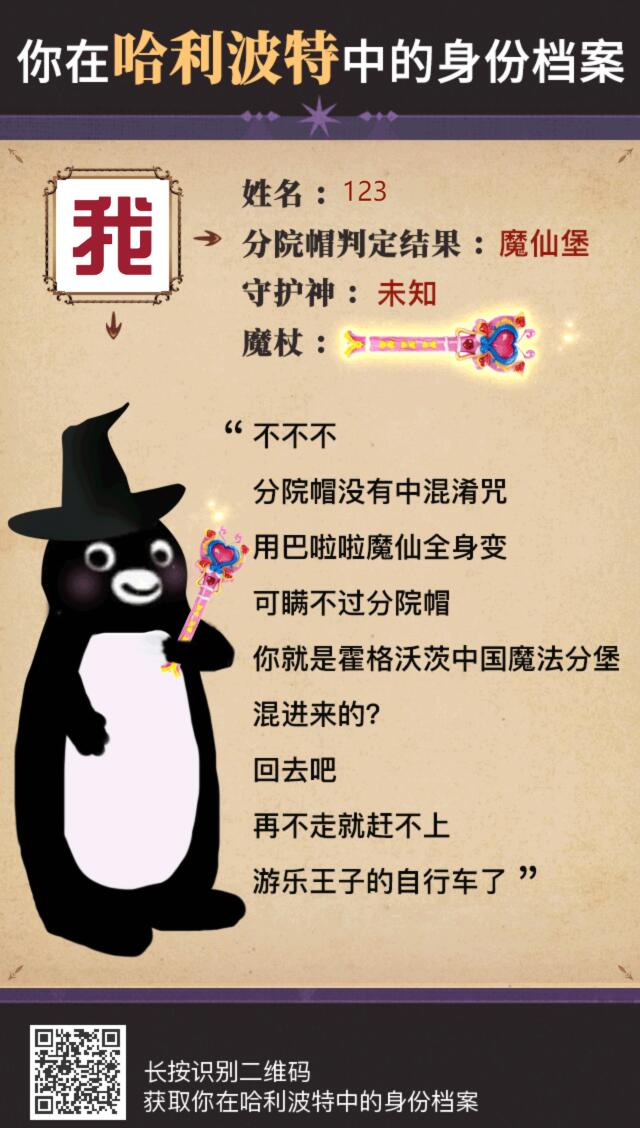 你在哈利波特中的身份档案
我
姓名：123
分院帽判定结果：魔仙堡
守护神：未知
魔杖：
“不不不
分院帽没有中混淆咒
用巴啦啦魔仙全身变
可瞒不过分院帽
你就是霍格沃茨中国魔法分堡
混进来的?
回去吧
再不走就赶不上
游乐王子的自行车了”
长按识别二维码
获取你在哈利波特中的身份档案